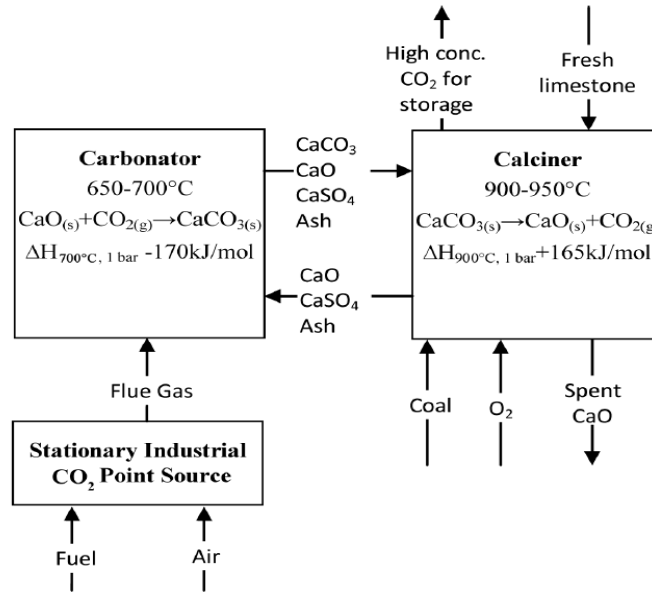 High conc.
CO₂ for
storage
Fresh
limestone
Carbonator
650-700°C
CaO(s)+CO₂(g)→CaCO₃(s)
ΔH700°C, 1 bar -170kJ/mol
CaCO₃
CaO
CaSO₄
Ash
Calciner
900-950°C
CaCO₃(s)→CaO(s)+CO₂(g
ΔH900°C, 1 bar+165kJ/mol
CaO
CaSO₄
Ash
Flue Gas
Coal
O₂
Spent
CaO
Stationary Industrial
CO₂ Point Source
Fuel
Air